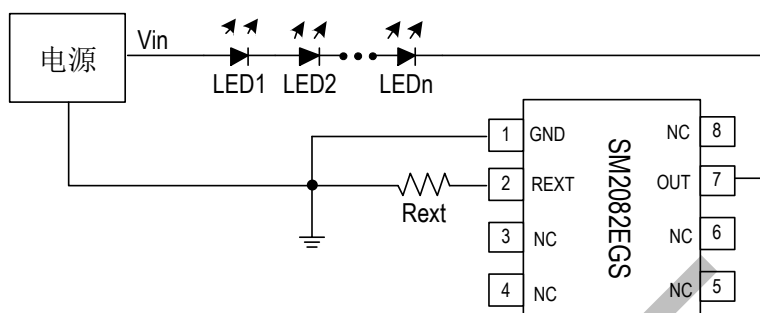 电源
Vin
LED1
LED2
LEDn
1 GND
NC 8
2 REXT
OUT 7
Rext
3 NC
NC 6
4 NC
NC 5
SM2082EGS